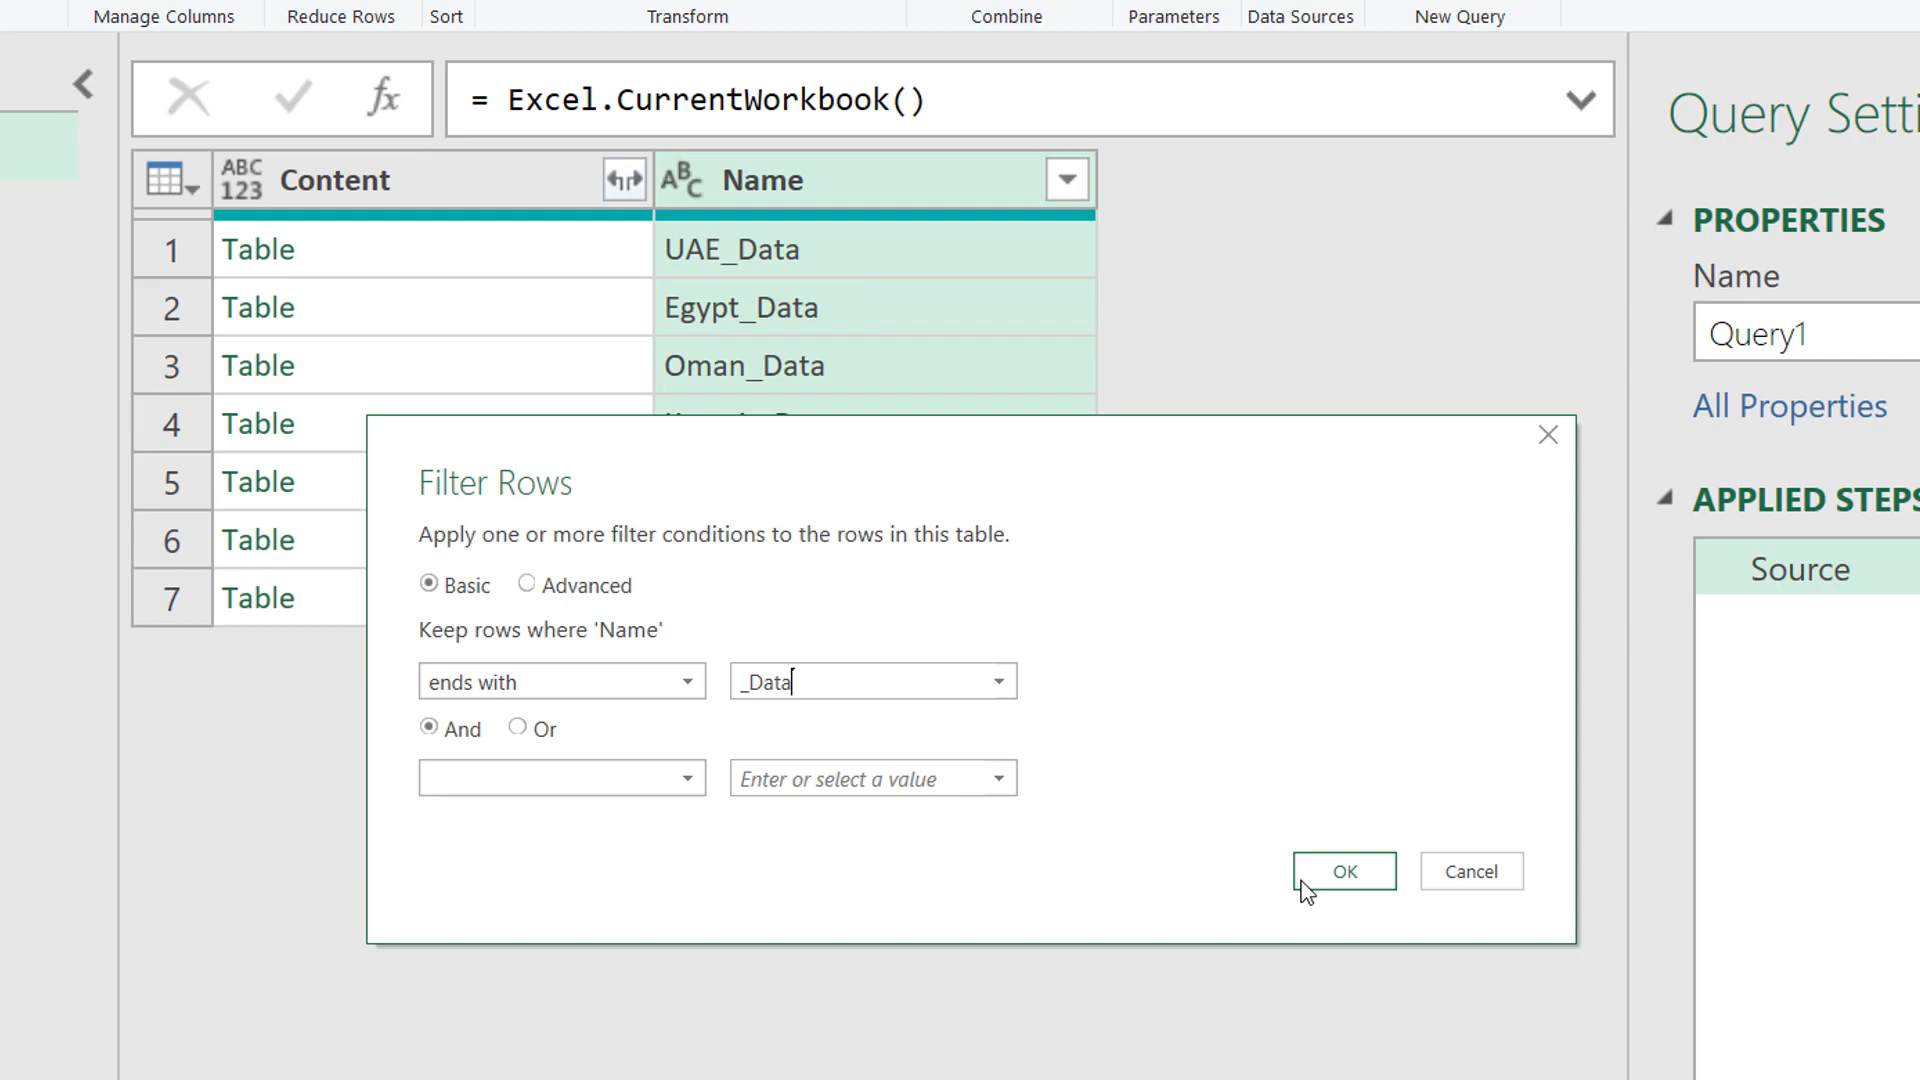 Manage Columns Reduce Rows Sort Transform Combine Parameters Data Sources New Query
fx = Excel.CurrentWorkbook()
Query Setti
ABC 123 Content ABC Name
PROPERTIES
1 Table UAE_Data
Name
2 Table Egypt_Data
Query1
3 Table Oman_Data
All Properties
4 Table
Filter Rows
5 Table
APPLIED STEPS
Apply one or more filter conditions to the rows in this table.
6 Table
Source
Basic Advanced
7 Table
Keep rows where 'Name'
ends with _Data
And Or
Enter or select a value
OK Cancel